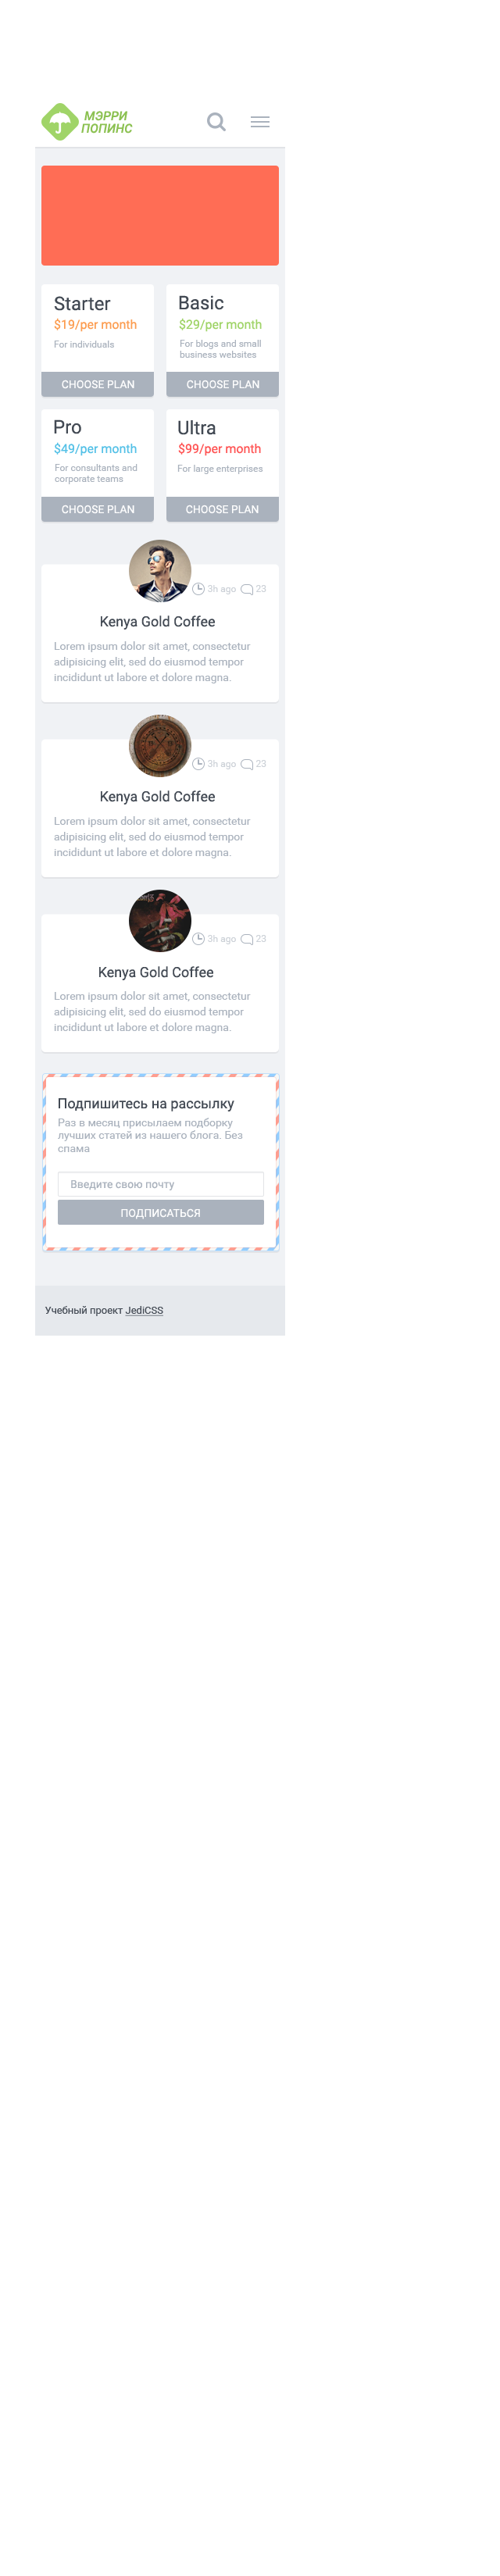 МЭРРИ
ПОПИНС
Starter
$19/per month
For individuals
CHOOSE PLAN
Basic
$29/per month
For blogs and small
business websites
CHOOSE PLAN
Pro
$49/per month
For consultants and
corporate teams
CHOOSE PLAN
Ultra
$99/per month
For large enterprises
CHOOSE PLAN
3h ago 23
Kenya Gold Coffee
Lorem ipsum dolor sit amet, consectetur
adipisicing elit, sed do eiusmod tempor
incididunt ut labore et dolore magna.
3h ago 23
Kenya Gold Coffee
Lorem ipsum dolor sit amet, consectetur
adipisicing elit, sed do eiusmod tempor
incididunt ut labore et dolore magna.
3h ago 23
Kenya Gold Coffee
Lorem ipsum dolor sit amet, consectetur
adipisicing elit, sed do eiusmod tempor
incididunt ut labore et dolore magna.
Подпишитесь на рассылку
Раз в месяц присылаем подборку
лучших статей из нашего блога. Без
спама
Введите свою почту
ПОДПИСАТЬСЯ
Учебный проект JediCSS